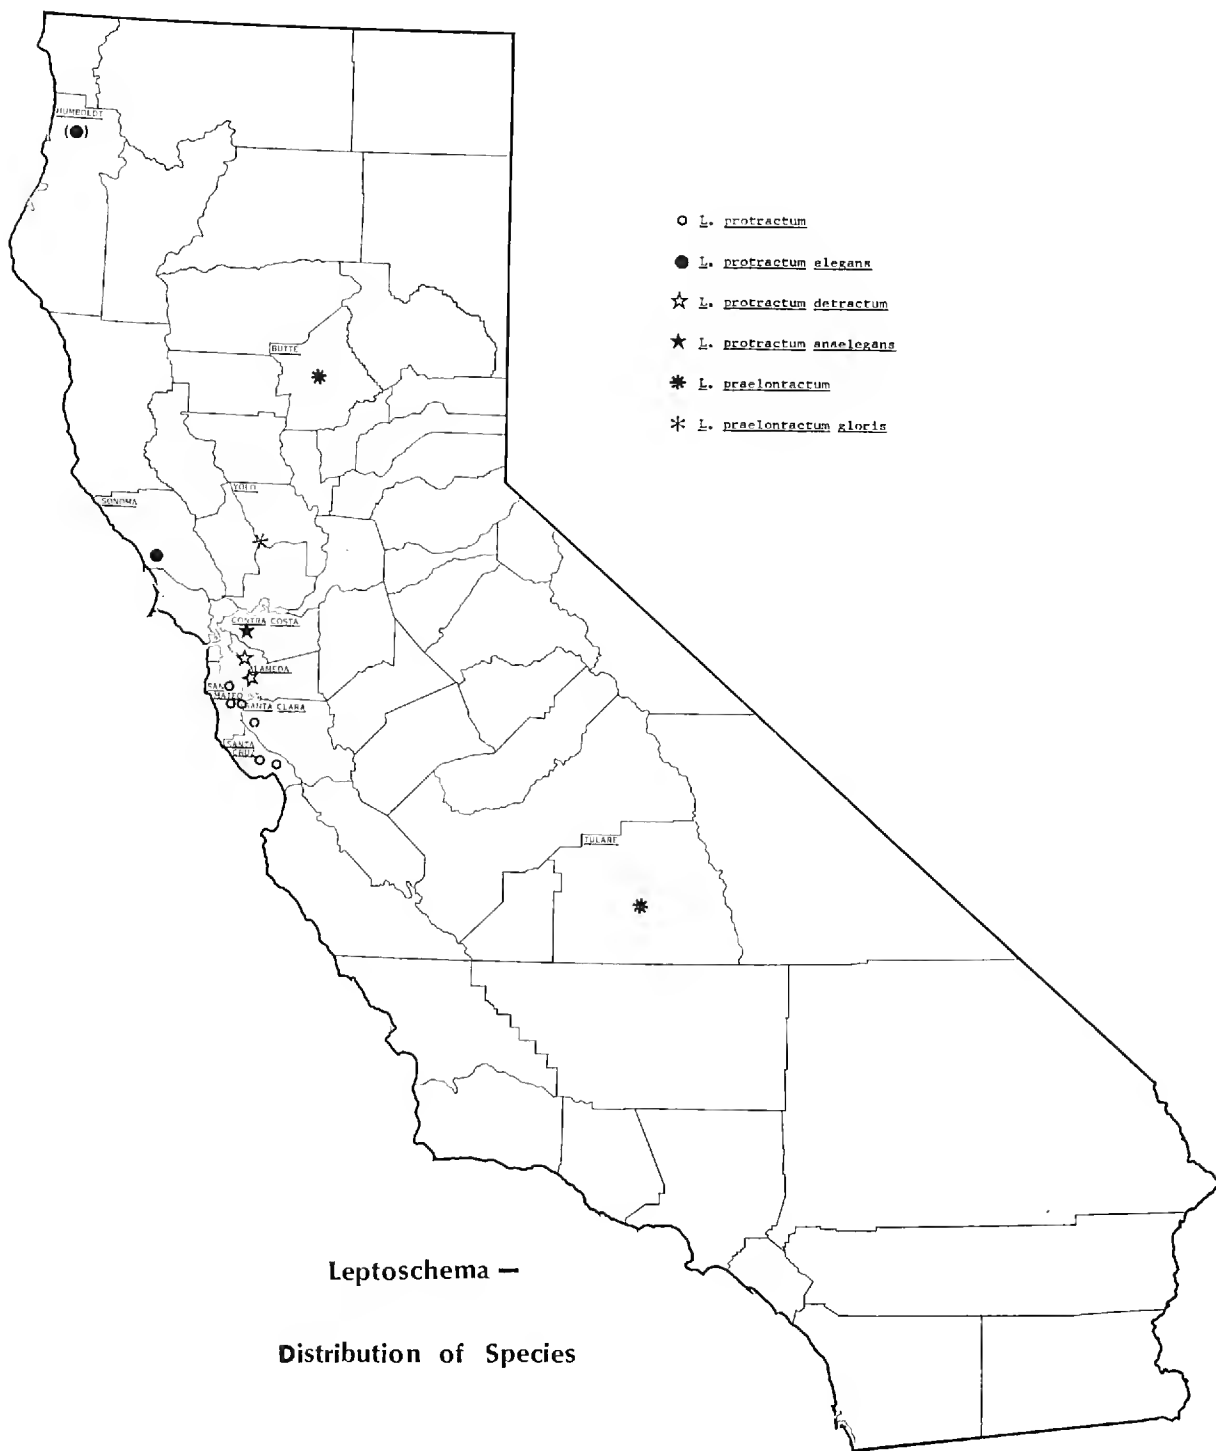 HUMBOLDT
L. protractum
L. protractum elegans
L. protractum detractum
L. protractum anaelegans
L. praelontactum
L. praelontactum gloris
BUTTE
YOLO
SONOMA
CONTRA COSTA
LAMEDA
SAN
MATEO
SANTA CLARA
SANTA
CRUZ
TULARE
Leptoschema —
Distribution of Species